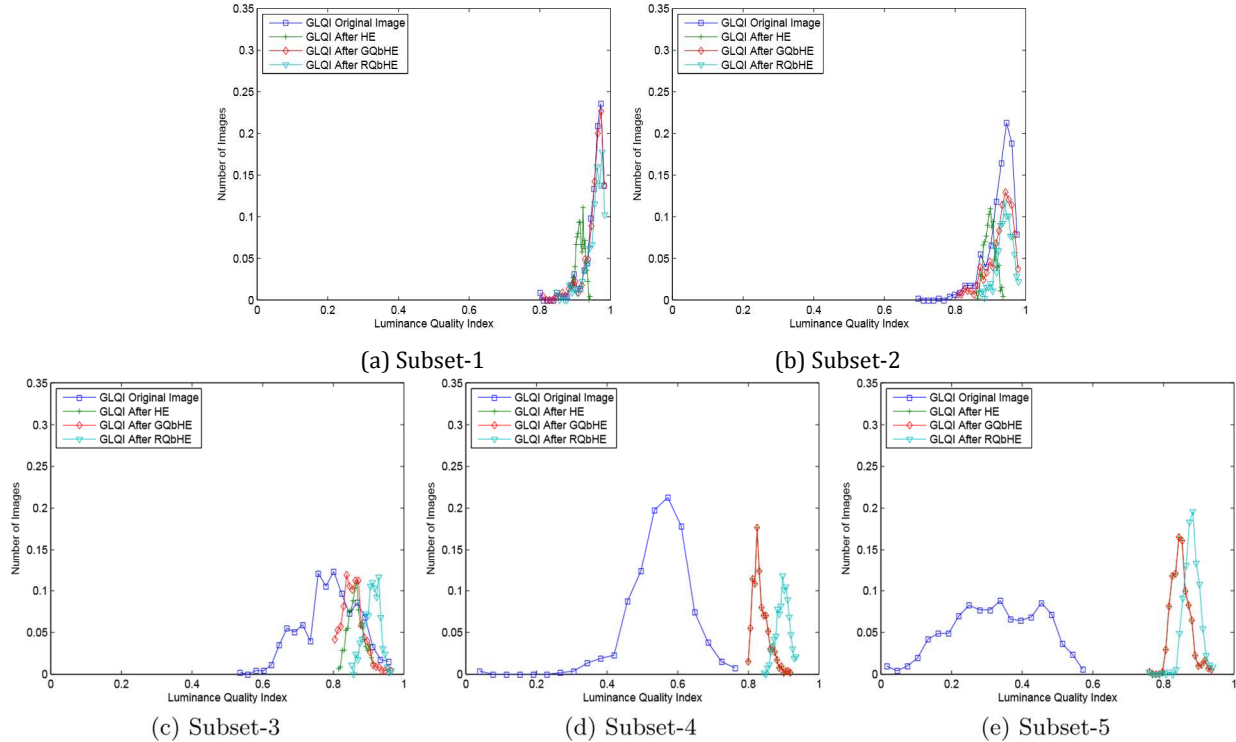 0.35
0.3
0.25
0.2
0.15
0.1
0.05
0
Number of Images
GLQI Original Image
GLQI After HE
GLQI After GQbHE
GLQI After RQbHE
0 0.2 0.4 0.6 0.8 1
Luminance Quality Index
(a) Subset-1
0.35
0.3
0.25
0.2
0.15
0.1
0.05
0
Number of Images
GLQI Original Image
GLQI After HE
GLQI After GQbHE
GLQI After RQbHE
0 0.2 0.4 0.6 0.8 1
Luminance Quality Index
(b) Subset-2
0.35
0.3
0.25
0.2
0.15
0.1
0.05
0
Number of Images
GLQI Original Image
GLQI After HE
GLQI After GQbHE
GLQI After RQbHE
0 0.2 0.4 0.6 0.8 1
Luminance Quality Index
(c) Subset-3
0.35
0.3
0.25
0.2
0.15
0.1
0.05
0
Number of Images
GLQI Original Image
GLQI After HE
GLQI After GQbHE
GLQI After RQbHE
0 0.2 0.4 0.6 0.8 1
Luminance Quality Index
(d) Subset-4
0.35
0.3
0.25
0.2
0.15
0.1
0.05
0
Number of Images
GLQI Original Image
GLQI After HE
GLQI After GQbHE
GLQI After RQbHE
0 0.2 0.4 0.6 0.8 1
Luminance Quality Index
(e) Subset-5